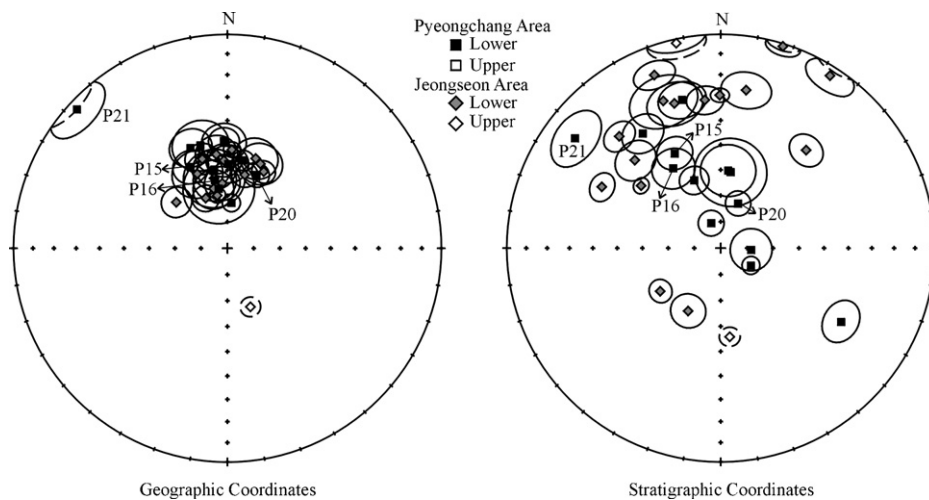 N
N
Pyeongchang Area
Lower
Upper
Jeongseon Area
Lower
Upper
P21
P15
P16
P20
P21
P15
P16
P20
Geographic Coordinates
Stratigraphic Coordinates